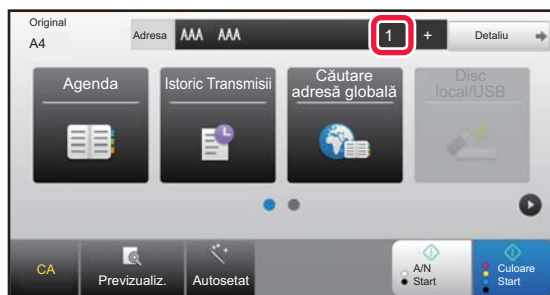 Original
A4
Adresa
AAA AAA
1
+
Detaliu
Agenda
Istoric Transmisii
Căutare
adresă globală
Disc
local/USB
CA
Previzualiz.
Autosetat
A/N
Start
Culoare
Start